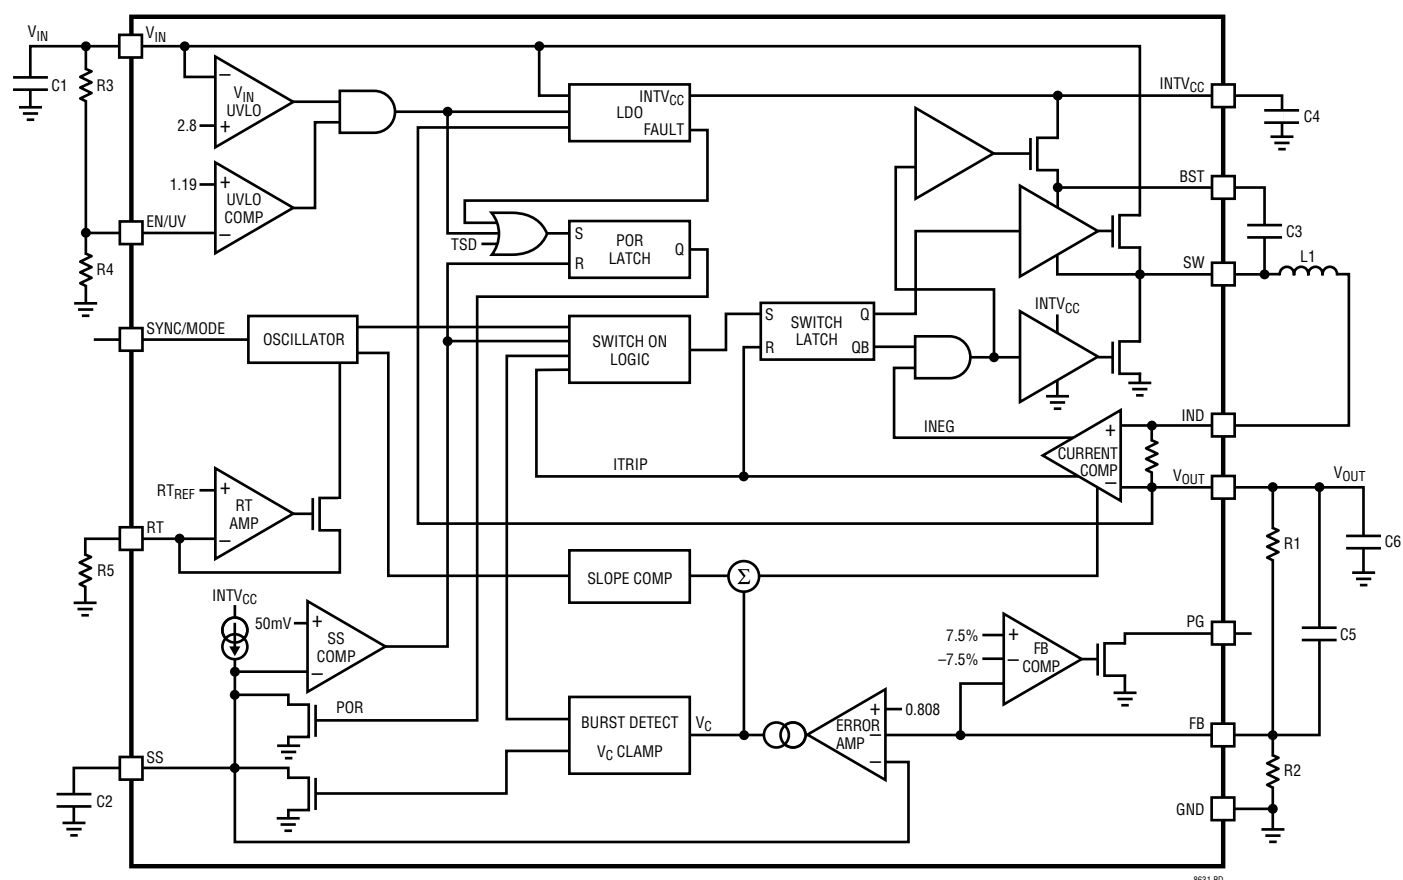 VIN
VIN
C1
R3
VIN
UVLO
2.8
1.19
UVLO
COMP
EN/UV
R4
INTVCC
LDO
FAULT
TSD
S
POR
LATCH
Q
R
INTVCC
C4
BST
C3
SW
L1
SYNC/MODE
OSCILLATOR
SWITCH ON
LOGIC
S
SWITCH
LATCH
Q
R
QB
INTVCC
INEG
CURRENT
COMP
+
–
IND
ITRIP
VOUT
VOUT
RTREF
RT
AMP
RT
R5
SLOPE COMP
Σ
R1
C6
INTVCC
50mV
SS
COMP
POR
7.5%
–7.5%
FB
COMP
PG
C5
BURST DETECT
VC CLAMP
VC
ERROR
AMP
0.808
FB
SS
C2
R2
GND
8631 BD